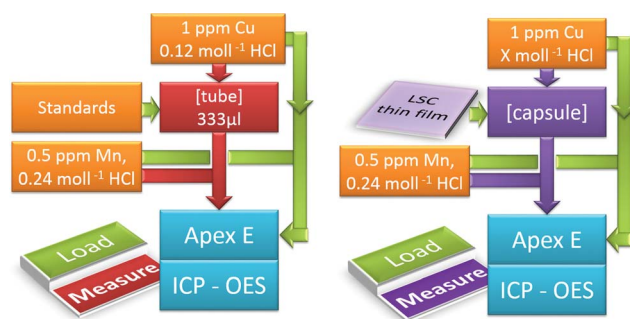 1 ppm Cu
0.12 moll⁻¹ HCl
Standards
[tube]
333µl
0.5 ppm Mn,
0.24 moll⁻¹ HCl
Load
Measure
Apex E
ICP - OES
1 ppm Cu
X moll⁻¹ HCl
LSC
thin film
[capsule]
0.5 ppm Mn,
0.24 moll⁻¹ HCl
Load
Measure
Apex E
ICP - OES